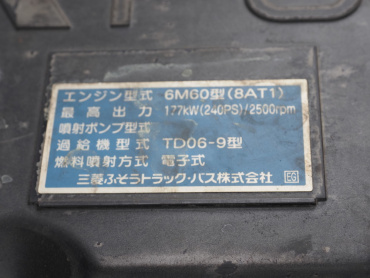 エンジン型式 6M60型(8AT1)
最高出力 177kW(240PS)/2500rpm
噴射ポンプ型式
過給機型式 TD06-9型
燃料噴射方式 電子式
三菱ふそうトラック・バス株式会社 EG